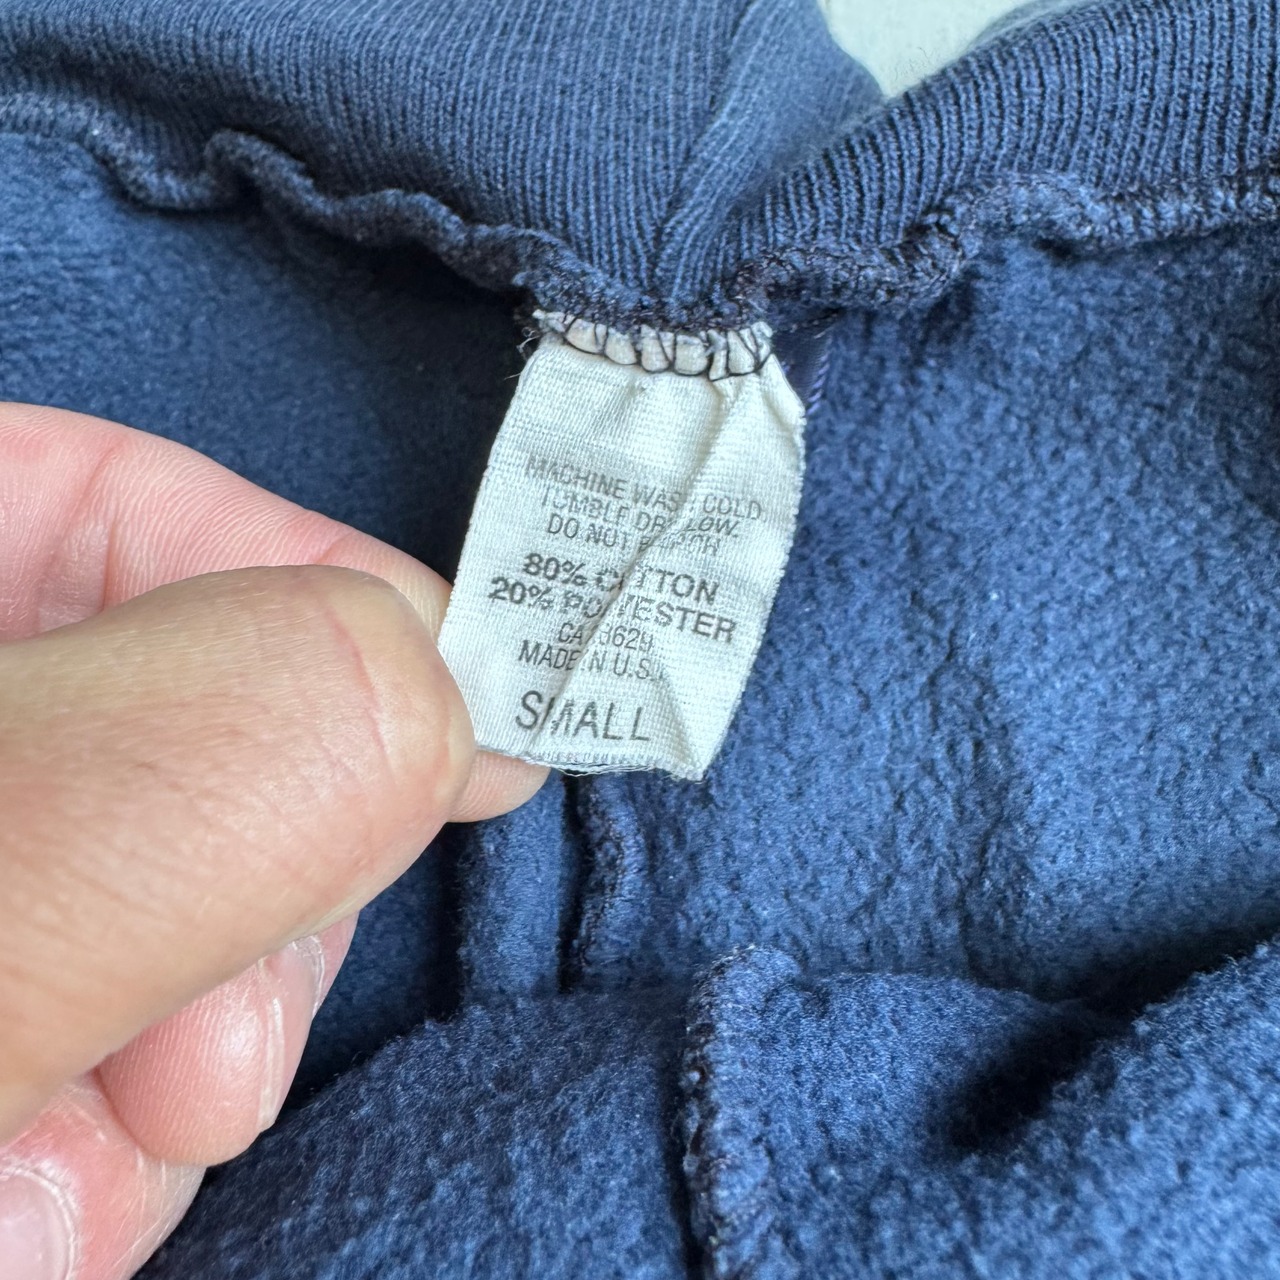 MACHINE WASH COLD
TUMBLE DRY LOW.
DO NOT BLEACH
80% COTTON
20% POLYESTER
MADE IN U.S.A.
SMALL